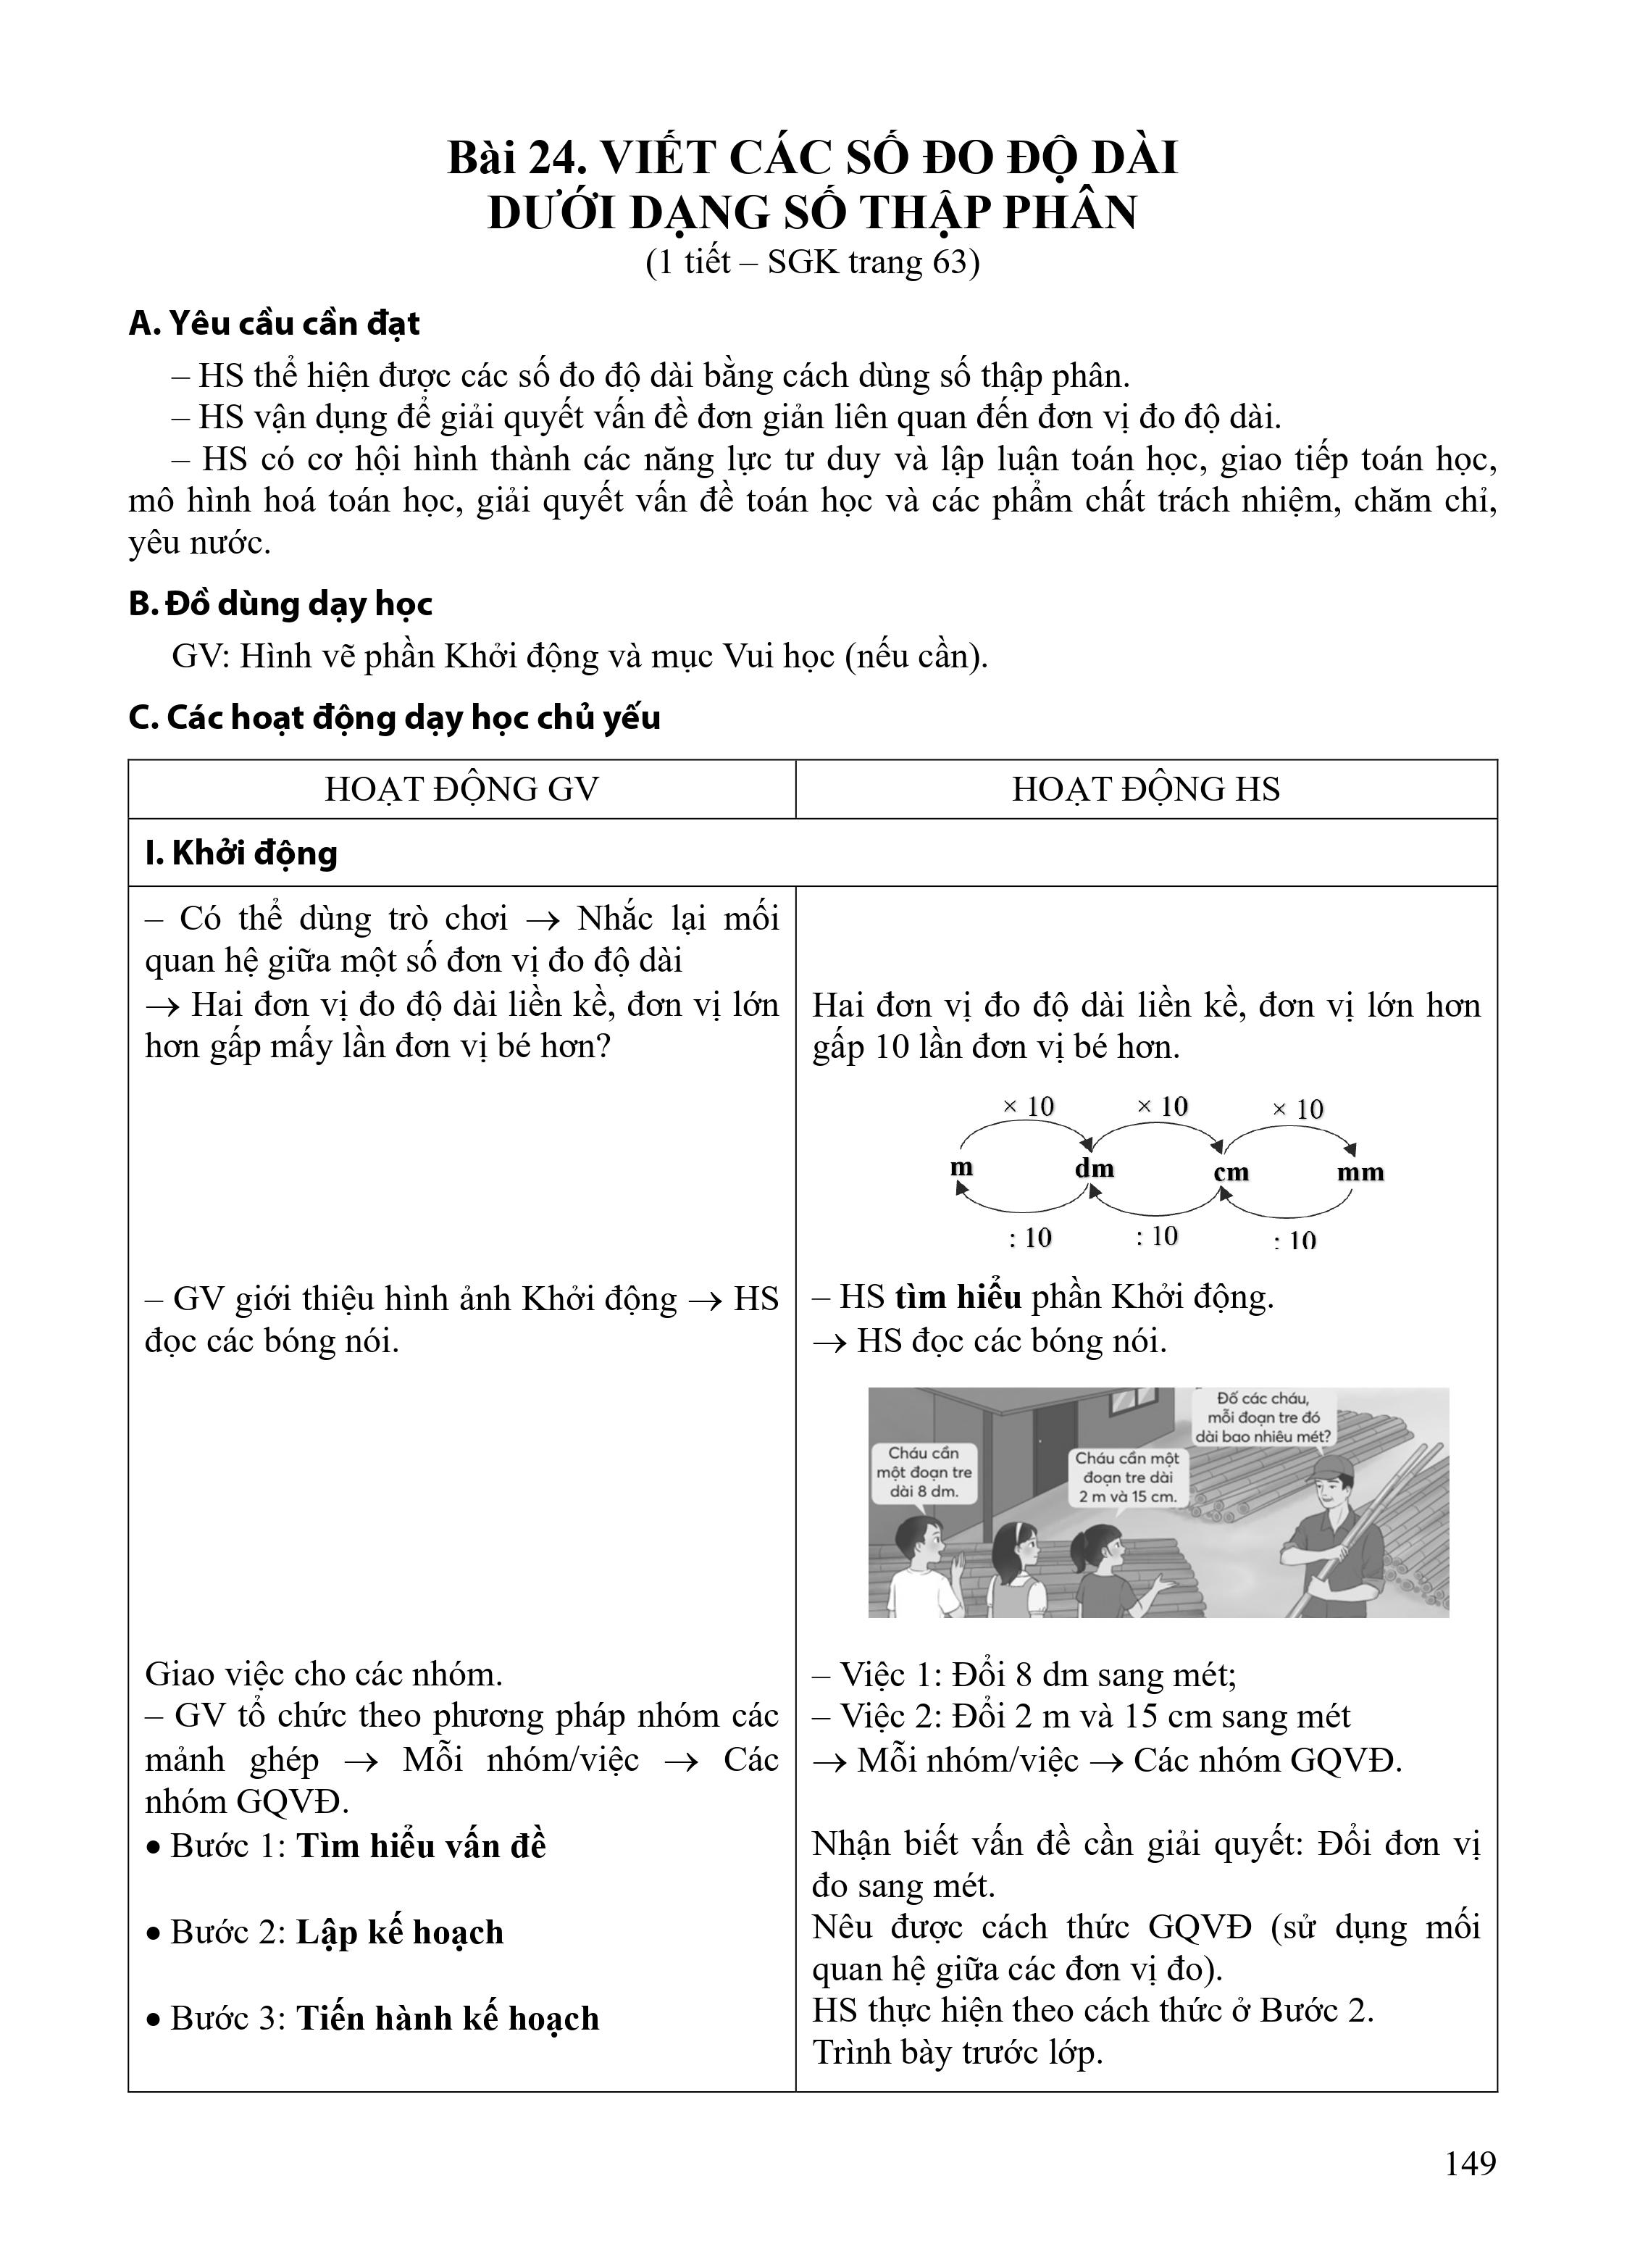 Bài 24. VIẾT CÁC SỐ ĐO ĐỘ DÀI
DƯỚI DẠNG SỐ THẬP PHÂN
(1 tiết – SGK trang 63)
A. Yêu cầu cần đạt
– HS thể hiện được các số đo độ dài bằng cách dùng số thập phân.
– HS vận dụng để giải quyết vấn đề đơn giản liên quan đến đơn vị đo độ dài.
– HS có cơ hội hình thành các năng lực tư duy và lập luận toán học, giao tiếp toán học,
mô hình hoá toán học, giải quyết vấn đề toán học và các phẩm chất trách nhiệm, chăm chỉ,
yêu nước.
B. Đồ dùng dạy học
GV: Hình vẽ phần Khởi động và mục Vui học (nếu cần).
C. Các hoạt động dạy học chủ yếu
HOẠT ĐỘNG GV
HOẠT ĐỘNG HS
I. Khởi động
– Có thể dùng trò chơi → Nhắc lại mối
quan hệ giữa một số đơn vị đo độ dài
→ Hai đơn vị đo độ dài liền kề, đơn vị lớn
hơn gấp mấy lần đơn vị bé hơn?
Hai đơn vị đo độ dài liền kề, đơn vị lớn hơn
gấp 10 lần đơn vị bé hơn.
× 10 × 10 × 10
m dm cm mm
: 10 : 10 : 10
– GV giới thiệu hình ảnh Khởi động → HS
đọc các bóng nói.
– HS tìm hiểu phần Khởi động.
→ HS đọc các bóng nói.
Cháu cần
một đoạn tre
dài 8 dm.
Cháu cần một
đoạn tre dài
2 m và 15 cm.
Đố các cháu,
mỗi đoạn tre đó
dài bao nhiêu mét?
Giao việc cho các nhóm.
– GV tổ chức theo phương pháp nhóm các
mảnh ghép → Mỗi nhóm/việc → Các
nhóm GQVĐ.
• Bước 1: Tìm hiểu vấn đề
• Bước 2: Lập kế hoạch
• Bước 3: Tiến hành kế hoạch
– Việc 1: Đổi 8 dm sang mét;
– Việc 2: Đổi 2 m và 15 cm sang mét
→ Mỗi nhóm/việc → Các nhóm GQVĐ.
Nhận biết vấn đề cần giải quyết: Đổi đơn vị
đo sang mét.
Nêu được cách thức GQVĐ (sử dụng mối
quan hệ giữa các đơn vị đo).
HS thực hiện theo cách thức ở Bước 2.
Trình bày trước lớp.
149